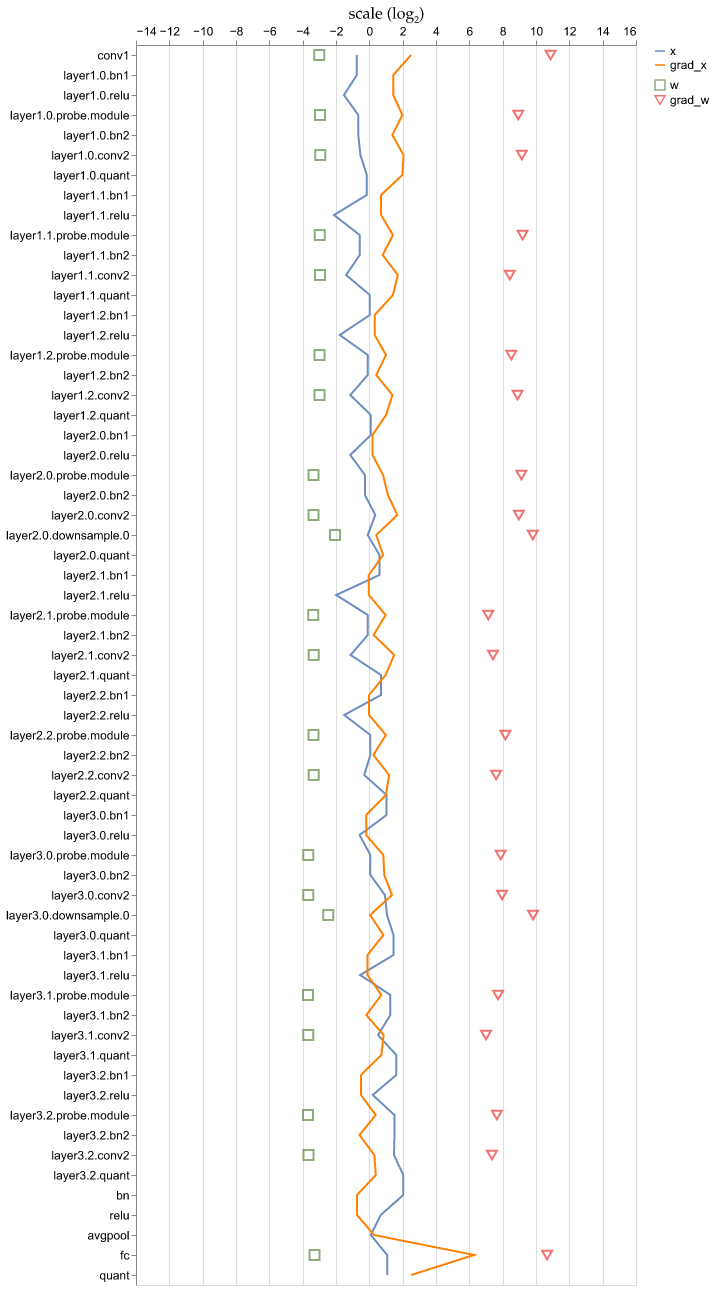 scale (log₂)
−14 −12 −10 −8 −6 −4 −2 0 2 4 6 8 10 12 14 16
x
grad_x
w
grad_w
conv1
layer1.0.bn1
layer1.0.relu
layer1.0.probe.module
layer1.0.bn2
layer1.0.conv2
layer1.0.quant
layer1.1.bn1
layer1.1.relu
layer1.1.probe.module
layer1.1.bn2
layer1.1.conv2
layer1.1.quant
layer1.2.bn1
layer1.2.relu
layer1.2.probe.module
layer1.2.bn2
layer1.2.conv2
layer1.2.quant
layer2.0.bn1
layer2.0.relu
layer2.0.probe.module
layer2.0.bn2
layer2.0.conv2
layer2.0.downsample.0
layer2.0.quant
layer2.1.bn1
layer2.1.relu
layer2.1.probe.module
layer2.1.bn2
layer2.1.conv2
layer2.1.quant
layer2.2.bn1
layer2.2.relu
layer2.2.probe.module
layer2.2.bn2
layer2.2.conv2
layer2.2.quant
layer3.0.bn1
layer3.0.relu
layer3.0.probe.module
layer3.0.bn2
layer3.0.conv2
layer3.0.downsample.0
layer3.0.quant
layer3.1.bn1
layer3.1.relu
layer3.1.probe.module
layer3.1.bn2
layer3.1.conv2
layer3.1.quant
layer3.2.bn1
layer3.2.relu
layer3.2.probe.module
layer3.2.bn2
layer3.2.conv2
layer3.2.quant
bn
relu
avgpool
fc
quant